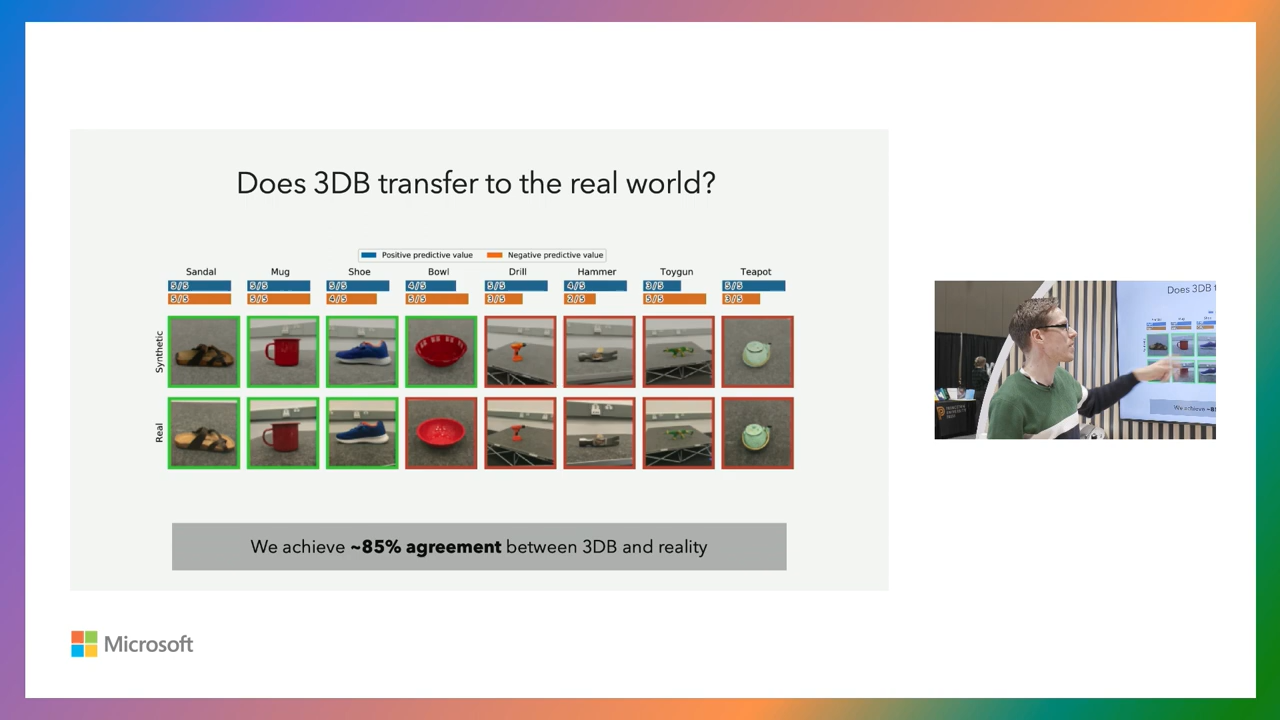 Does 3DB transfer to the real world?
Positive predictive value Negative predictive value
Sandal Mug Shoe Bowl Drill Hammer Toygun Teapot
5/5 5/5 5/5 4/5 5/5 4/5 3/5 5/5
5/5 5/5 4/5 5/5 3/5 2/5 5/5 3/5
Synthetic
Real
We achieve ~85% agreement between 3DB and reality
Microsoft
Does 3DB t
We achieve ~8